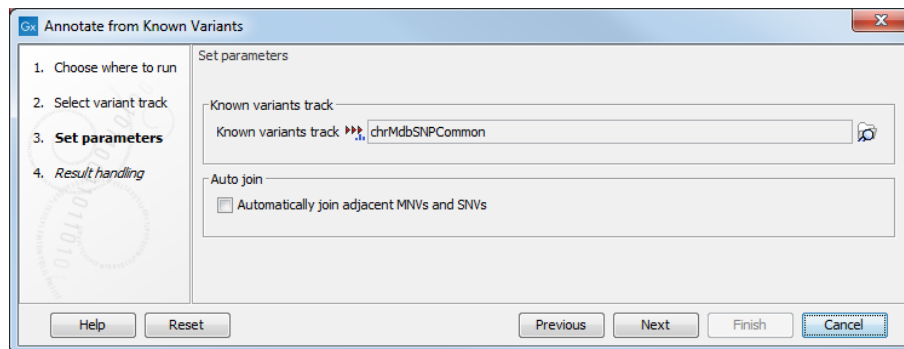 Gx Annotate from Known Variants
Set parameters
1. Choose where to run
2. Select variant track
3. Set parameters
4. Result handling
Known variants track
Known variants track chrMdbSNPCommon
Auto join
Automatically join adjacent MNVs and SNVs
Help Reset Previous Next Finish Cancel